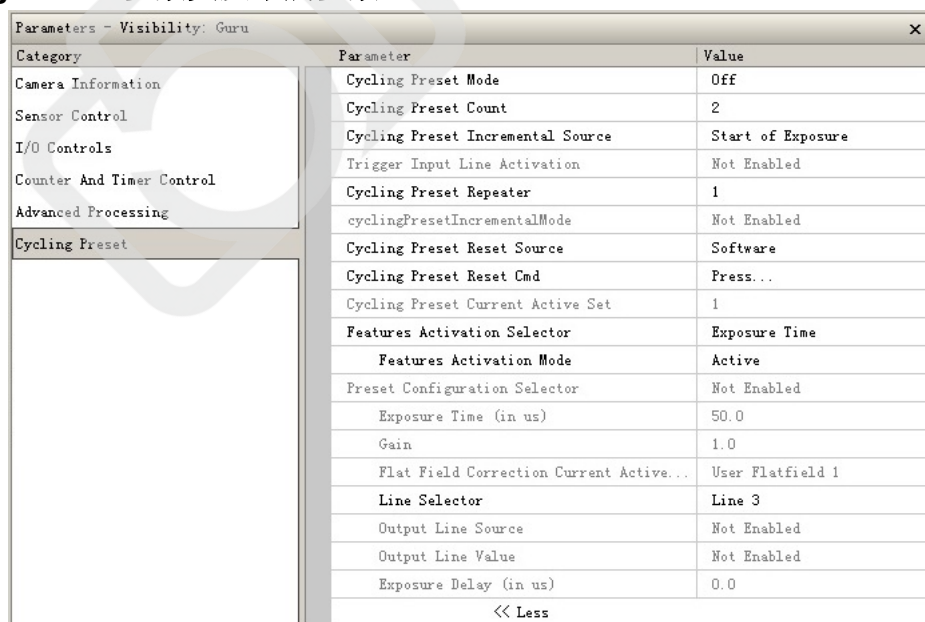 Parameters - Visibility: Guru
Category Parameter Value
Camera Information
Sensor Control
I/O Controls
Counter And Timer Control
Advanced Processing
Cycling Preset
Cycling Preset Mode Off
Cycling Preset Count 2
Cycling Preset Incremental Source Start of Exposure
Trigger Input Line Activation Not Enabled
Cycling Preset Repeater 1
cyclingPresetIncrementalMode Not Enabled
Cycling Preset Reset Source Software
Cycling Preset Reset Cmd Press...
Cycling Preset Current Active Set 1
Features Activation Selector Exposure Time
Features Activation Mode Active
Preset Configuration Selector Not Enabled
Exposure Time (in us) 50.0
Gain 1.0
Flat Field Correction Current Active... User Flatfield 1
Line Selector Line 3
Output Line Source Not Enabled
Output Line Value Not Enabled
Exposure Delay (in us) 0.0
<< Less